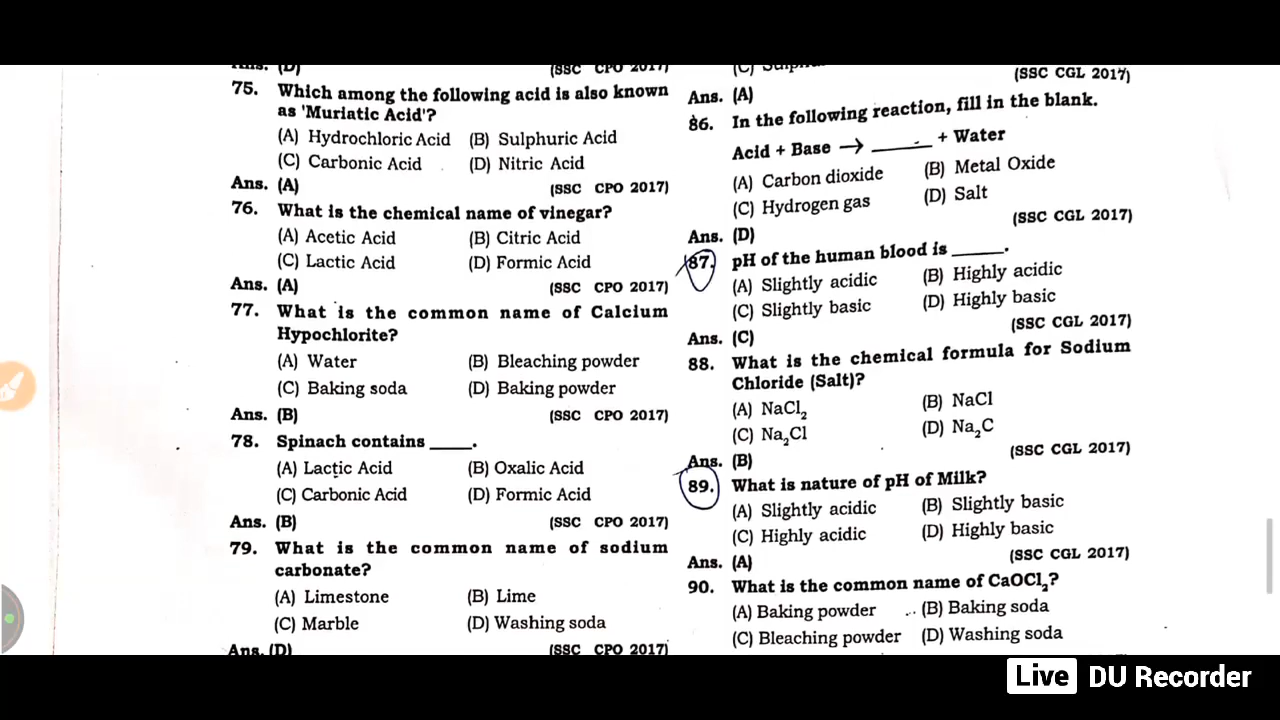 Ans. (D) (SSC CPO 2017)
75. Which among the following acid is also known
as 'Muriatic Acid'?
(A) Hydrochloric Acid (B) Sulphuric Acid
(C) Carbonic Acid (D) Nitric Acid
Ans. (A) (SSC CPO 2017)
76. What is the chemical name of vinegar?
(A) Acetic Acid (B) Citric Acid
(C) Lactic Acid (D) Formic Acid
Ans. (A) (SSC CPO 2017)
77. What is the common name of Calcium
Hypochlorite?
(A) Water (B) Bleaching powder
(C) Baking soda (D) Baking powder
Ans. (B) (SSC CPO 2017)
78. Spinach contains ____.
(A) Lactic Acid (B) Oxalic Acid
(C) Carbonic Acid (D) Formic Acid
Ans. (B) (SSC CPO 2017)
79. What is the common name of sodium
carbonate?
(A) Limestone (B) Lime
(C) Marble (D) Washing soda
Ans. (D) (SSC CPO 2017)
(C)
(SSC CGL 2017)
Ans. (A)
86. In the following reaction, fill in the blank.
Acid + Base → _____ + Water
(A) Carbon dioxide (B) Metal Oxide
(C) Hydrogen gas (D) Salt
(SSC CGL 2017)
Ans. (D)
87. pH of the human blood is _____.
(A) Slightly acidic (B) Highly acidic
(C) Slightly basic (D) Highly basic
(SSC CGL 2017)
Ans. (C)
88. What is the chemical formula for Sodium
Chloride (Salt)?
(A) NaCl₂ (B) NaCl
(C) Na₂Cl (D) Na₂C
(SSC CGL 2017)
Ans. (B)
89. What is nature of pH of Milk?
(A) Slightly acidic (B) Slightly basic
(C) Highly acidic (D) Highly basic
(SSC CGL 2017)
Ans. (A)
90. What is the common name of CaOCl₂?
(A) Baking powder (B) Baking soda
(C) Bleaching powder (D) Washing soda
Live DU Recorder